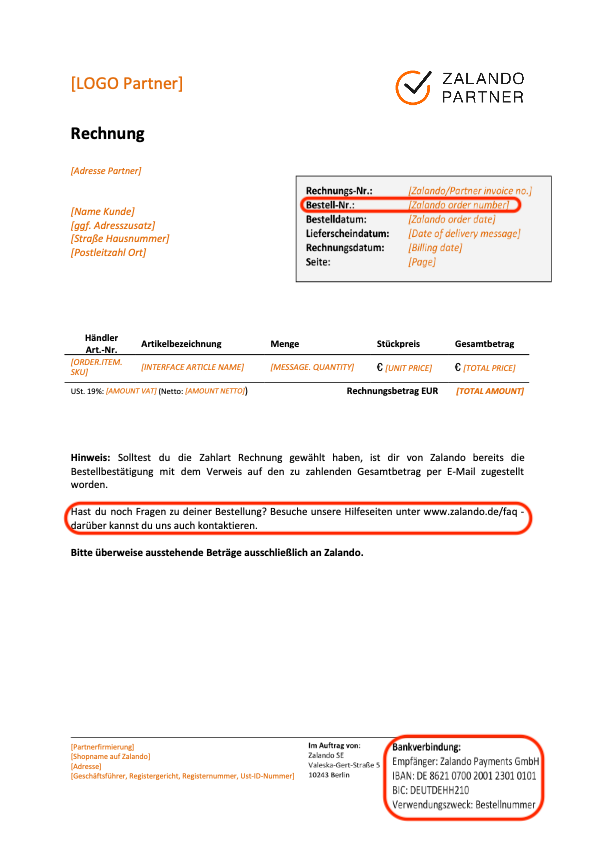 [LOGO Partner]
ZALANDO
PARTNER
Rechnung
[Adresse Partner]
[Name Kunde]
[ggf. Adresszusatz]
[Straße Hausnummer]
[Postleitzahl Ort]
Rechnungs-Nr.: [Zalando/Partner invoice no.]
Bestell-Nr.: [Zalando order number]
Bestelldatum: [Zalando order date]
Lieferscheindatum: [Date of delivery message]
Rechnungsdatum: [Billing date]
Seite: [Page]
Händler Art.-Nr. Artikelbezeichnung Menge Stückpreis Gesamtbetrag
[ORDER.ITEM. SKU] [INTERFACE ARTICLE NAME] [MESSAGE. QUANTITY] € [UNIT PRICE] € [TOTAL PRICE]
USt. 19%: [AMOUNT VAT] (Netto: [AMOUNT NETTO]) Rechnungsbetrag EUR [TOTAL AMOUNT]
Hinweis: Solltest du die Zahlart Rechnung gewählt haben, ist dir von Zalando bereits die
Bestellbestätigung mit dem Verweis auf den zu zahlenden Gesamtbetrag per E-Mail zugestellt
worden.
Hast du noch Fragen zu deiner Bestellung? Besuche unsere Hilfeseiten unter www.zalando.de/faq -
darüber kannst du uns auch kontaktieren.
Bitte überweise ausstehende Beträge ausschließlich an Zalando.
[Partnerfirmierung]
[Shopname auf Zalando]
[Adresse]
[Geschäftsführer, Registergericht, Registernummer, Ust-ID-Nummer]
Im Auftrag von:
Zalando SE
Valeska-Gert-Straße 5
10243 Berlin
Bankverbindung:
Empfänger: Zalando Payments GmbH
IBAN: DE 8621 0700 2001 2301 0101
BIC: DEUTDEHH210
Verwendungszweck: Bestellnummer